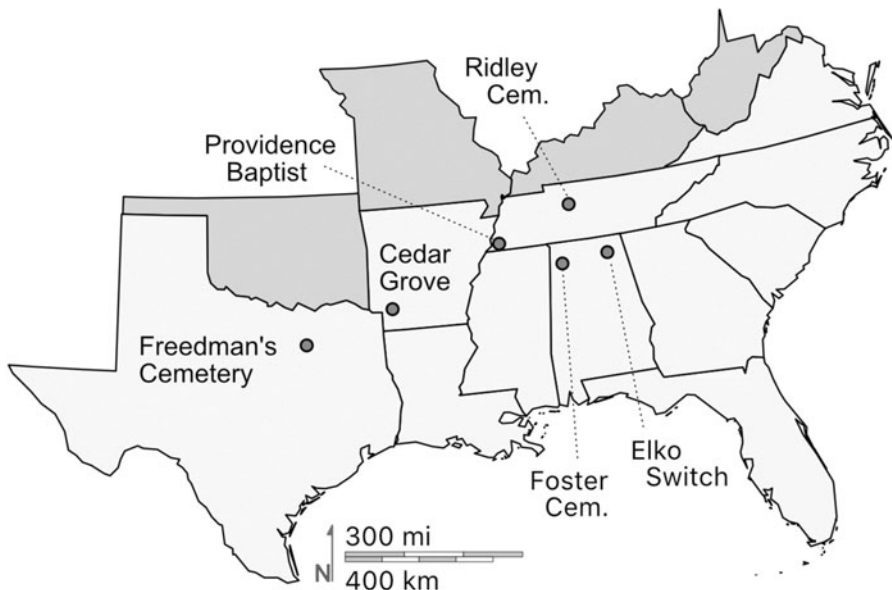 Ridley
Cem.
Providence
Baptist
Cedar
Grove
Freedman's
Cemetery
Elko
Switch
Foster
Cem.
300 mi
N
400 km